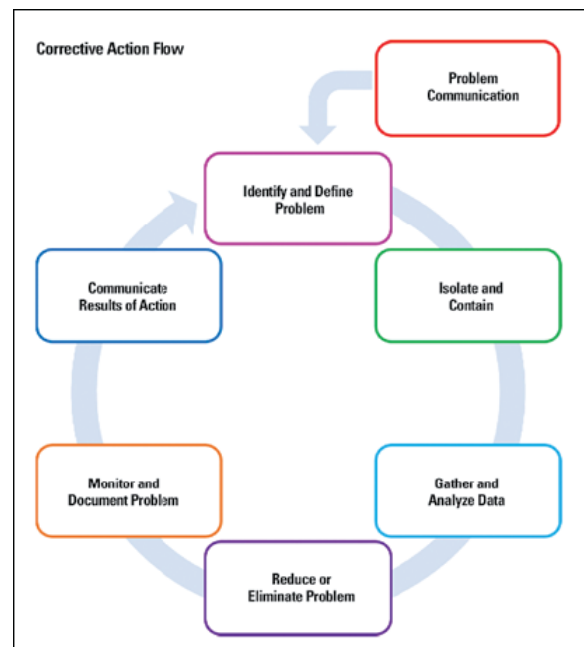 Corrective Action Flow
Problem
Communication
Identify and Define
Problem
Communicate
Results of Action
Isolate and
Contain
Monitor and
Document Problem
Gather and
Analyze Data
Reduce or
Eliminate Problem